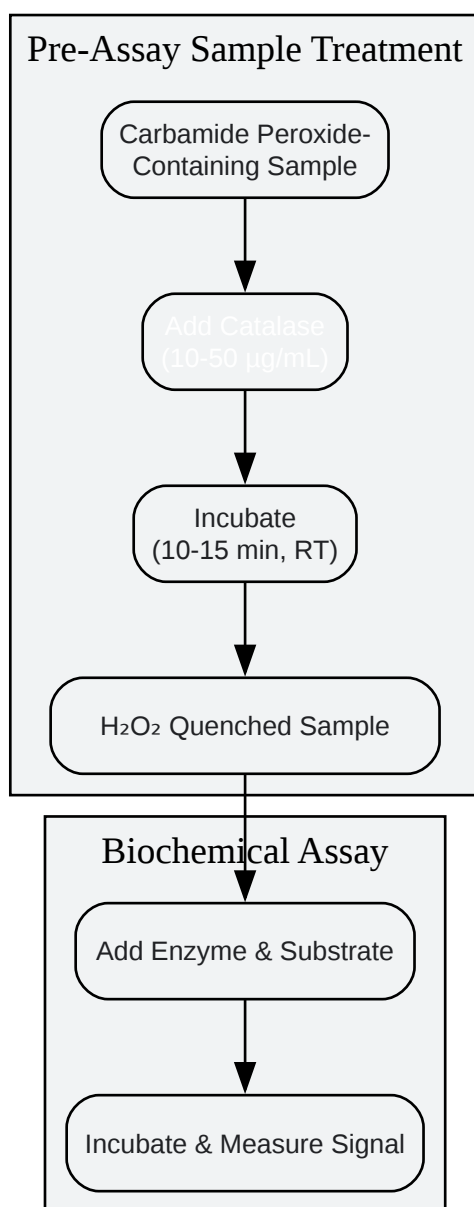 Pre-Assay Sample Treatment
Carbamide Peroxide-
Containing Sample
Add Catalase
(10-50 µg/mL)
Incubate
(10-15 min, RT)
H₂O₂ Quenched Sample
Biochemical Assay
Add Enzyme & Substrate
Incubate & Measure Signal